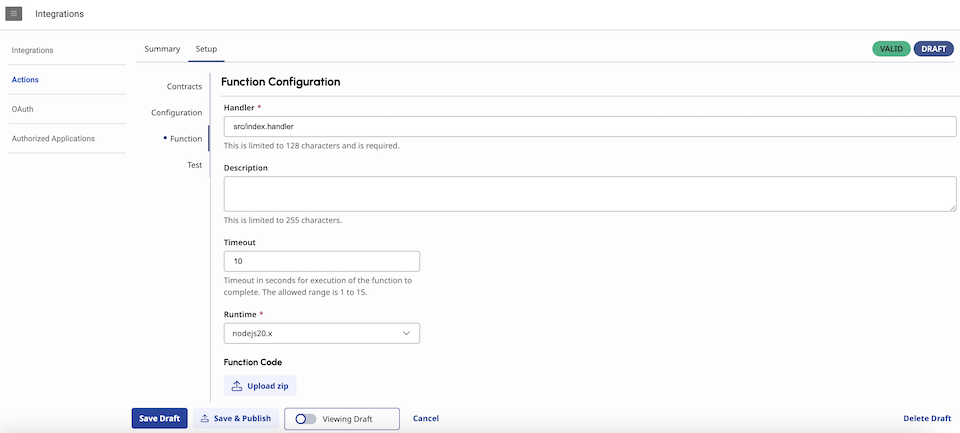 Integrations
Integrations
Actions
OAuth
Authorized Applications
Summary
Setup
VALID
DRAFT
Contracts
Configuration
• Function
Test
Function Configuration
Handler *
src/index.handler
This is limited to 128 characters and is required.
Description
This is limited to 255 characters.
Timeout
10
Timeout in seconds for execution of the function to
complete. The allowed range is 1 to 15.
Runtime *
nodejs20.x
Function Code
Upload zip
Save Draft
Save & Publish
Viewing Draft
Cancel
Delete Draft